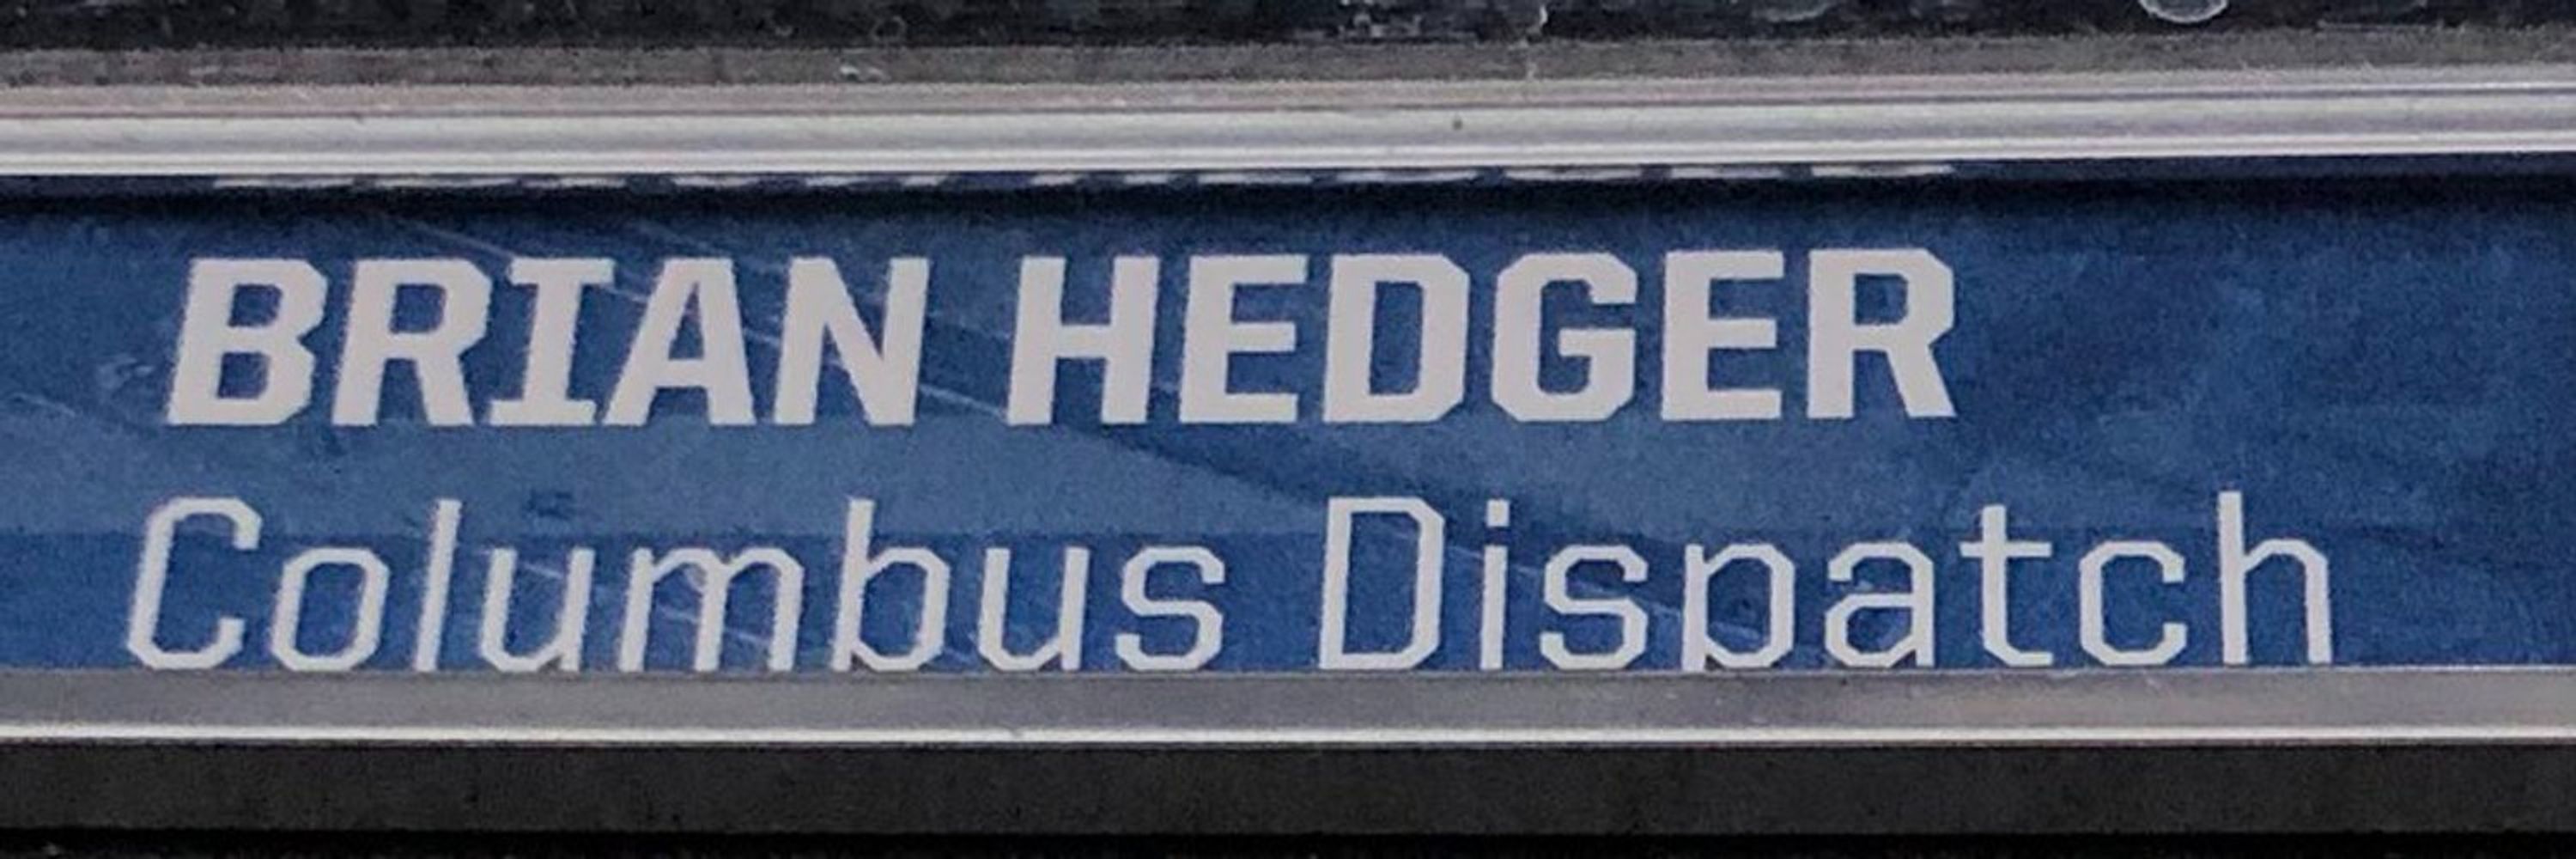 BRIAN HEDGER
Columbus Dispatch